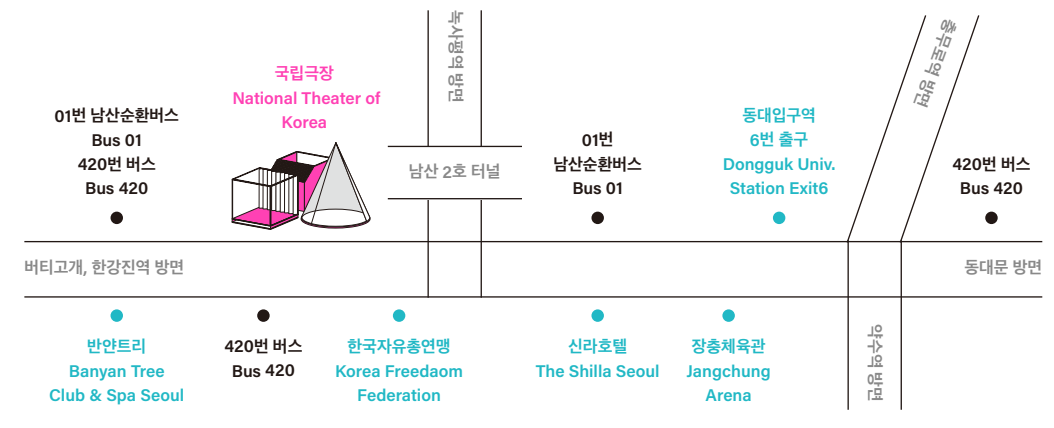 국립극장
National Theater of
Korea
01번 남산순환버스
Bus 01
420번 버스
Bus 420
녹사평역 방면
남산 2호 터널
01번
남산순환버스
Bus 01
동대입구역
6번 출구
Dongguk Univ.
Station Exit6
충무로역 방면
420번 버스
Bus 420
버티고개, 한강진역 방면
동대문 방면
반얀트리
Banyan Tree
Club & Spa Seoul
420번 버스
Bus 420
한국자유총연맹
Korea Freedaom
Federation
신라호텔
The Shilla Seoul
장충체육관
Jangchung
Arena
약수역 방면